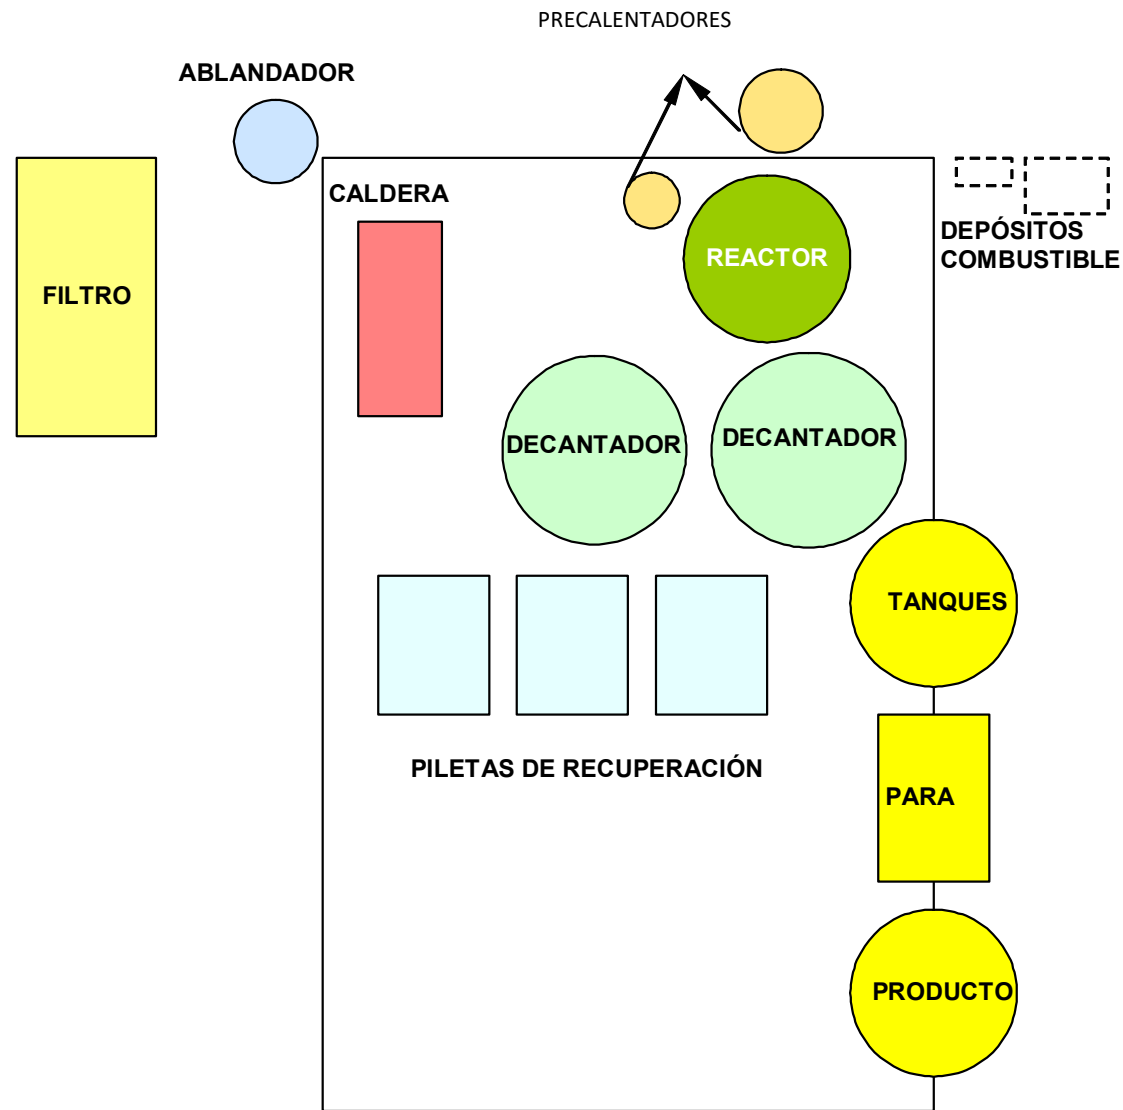 PRECALENTADORES
ABLANDADOR
CALDERA
REACTOR
DEPÓSITOS
COMBUSTIBLE
FILTRO
DECANTADOR
DECANTADOR
TANQUES
PILETAS DE RECUPERACIÓN
PARA
PRODUCTO